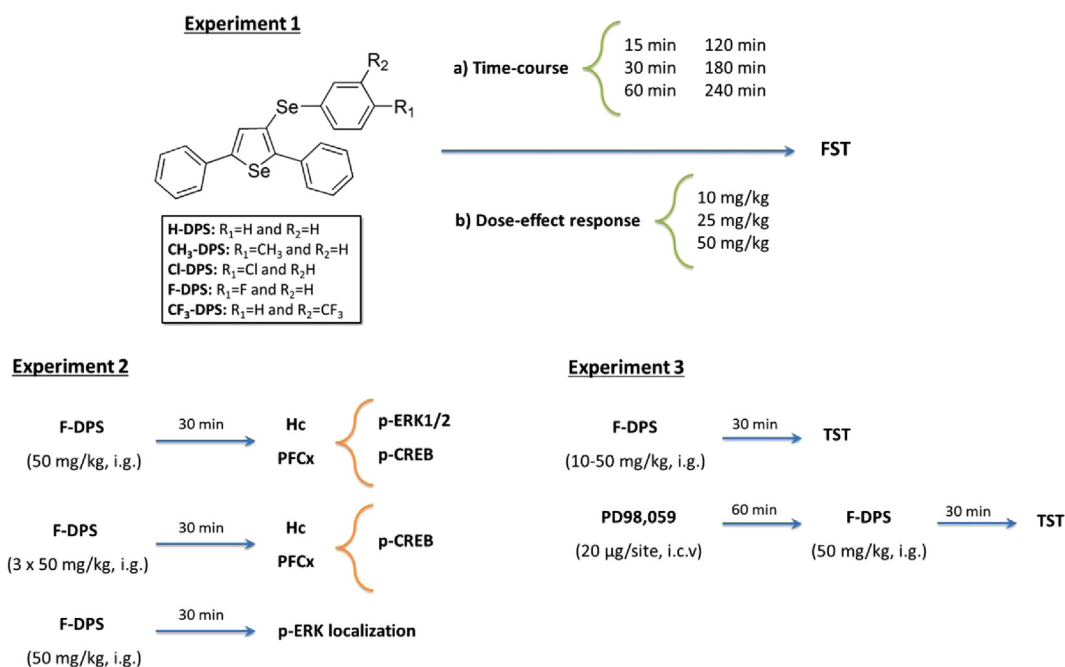 Experiment 1
R2
R1
Se
Se
a) Time-course
15 min 120 min
30 min 180 min
60 min 240 min
FST
b) Dose-effect response
10 mg/kg
25 mg/kg
50 mg/kg
H-DPS: R1=H and R2=H
CH3-DPS: R1=CH3 and R2=H
Cl-DPS: R1=Cl and R2H
F-DPS: R1=F and R2=H
CF3-DPS: R1=H and R2=CF3
Experiment 2
F-DPS
(50 mg/kg, i.g.)
30 min
Hc
PFCx
p-ERK1/2
p-CREB
F-DPS
(3 x 50 mg/kg, i.g.)
30 min
Hc
PFCx
p-CREB
F-DPS
(50 mg/kg, i.g.)
30 min
p-ERK localization
Experiment 3
F-DPS
(10-50 mg/kg, i.g.)
30 min
TST
PD98,059
(20 µg/site, i.c.v)
60 min
F-DPS
(50 mg/kg, i.g.)
30 min
TST